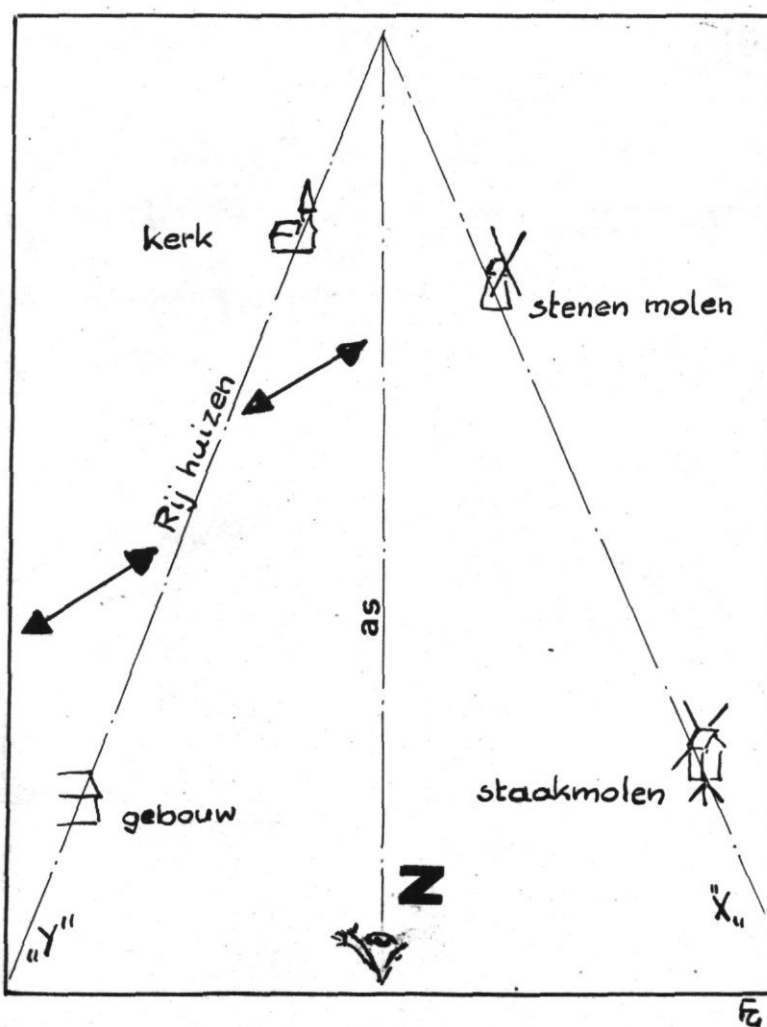 kerk
stenen molen
Rij huizen
as
staakmolen
gebouw
N
"X"
"Y"